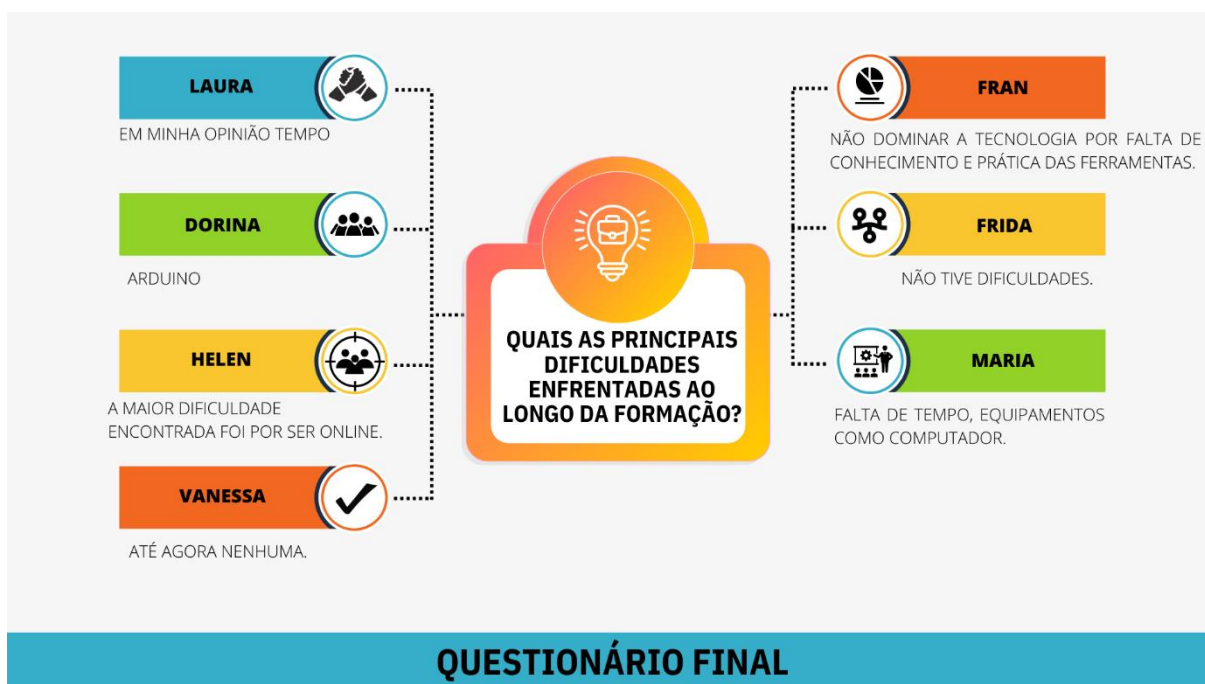 LAURA
EM MINHA OPINIÃO TEMPO
DORINA
ARDUINO
HELEN
A MAIOR DIFICULDADE
ENCONTRADA FOI POR SER ONLINE.
VANESSA
ATÉ AGORA NENHUMA.
QUAIS AS PRINCIPAIS
DIFICULDADES
ENFRENTADAS AO
LONGO DA FORMAÇÃO?
FRAN
NÃO DOMINAR A TECNOLOGIA POR FALTA DE
CONHECIMENTO E PRÁTICA DAS FERRAMENTAS.
FRIDA
NÃO TIVE DIFICULDADES.
MARIA
FALTA DE TEMPO, EQUIPAMENTOS
COMO COMPUTADOR.
QUESTIONÁRIO FINAL